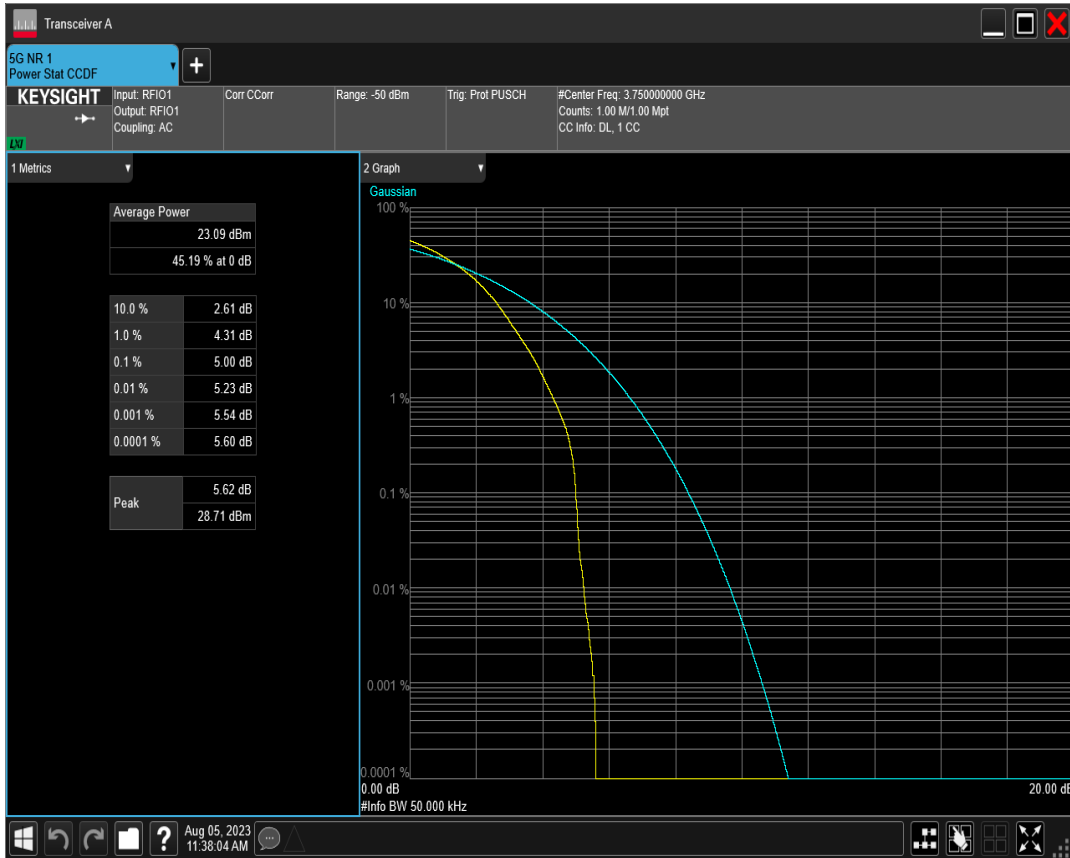 Transceiver A
5G NR 1
Power Stat CCDF
KEYSIGHT
LXI
Input: RFIO1
Output: RFIO1
Coupling: AC
Corr CCorr
Range: -50 dBm
Trig: Prot PUSCH
#Center Freq: 3.750000000 GHz
Counts: 1.00 M/1.00 Mpt
CC Info: DL, 1 CC
1 Metrics
Average Power
23.09 dBm
45.19 % at 0 dB
10.0 % 2.61 dB
1.0 % 4.31 dB
0.1 % 5.00 dB
0.01 % 5.23 dB
0.001 % 5.54 dB
0.0001 % 5.60 dB
Peak
5.62 dB
28.71 dBm
2 Graph
Gaussian
100 %
10 %
1 %
0.1 %
0.01 %
0.001 %
0.0001 %
0.00 dB
20.00 dB
#Info BW 50.000 kHz
?
Aug 05, 2023
11:38:04 AM